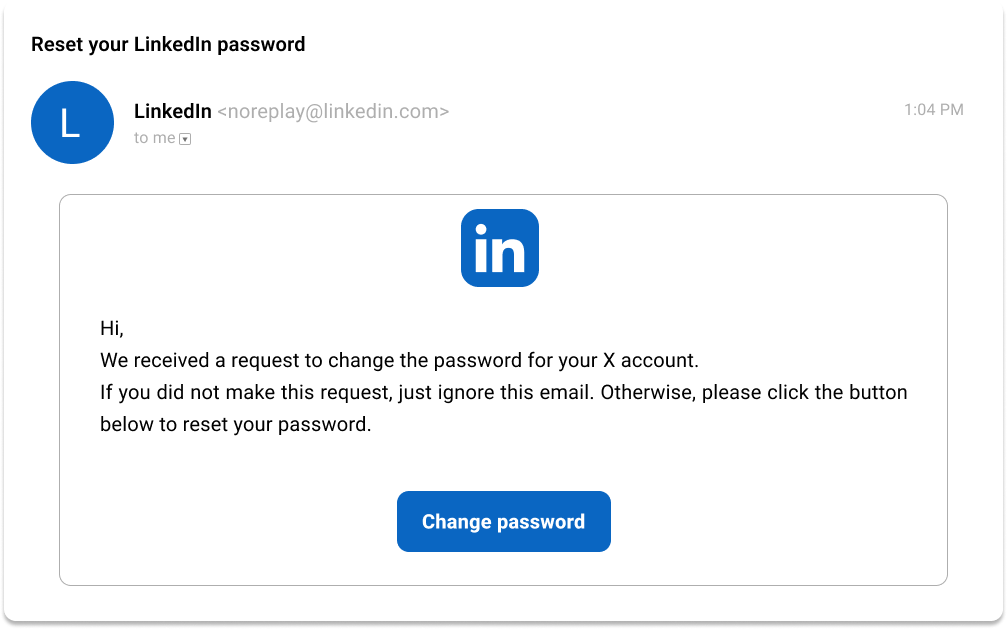 Reset your LinkedIn password
L
LinkedIn <noreplay@linkedin.com>
1:04 PM
to me
in
Hi,
We received a request to change the password for your X account.
If you did not make this request, just ignore this email. Otherwise, please click the button
below to reset your password.
Change password